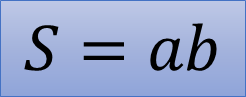 S = ab